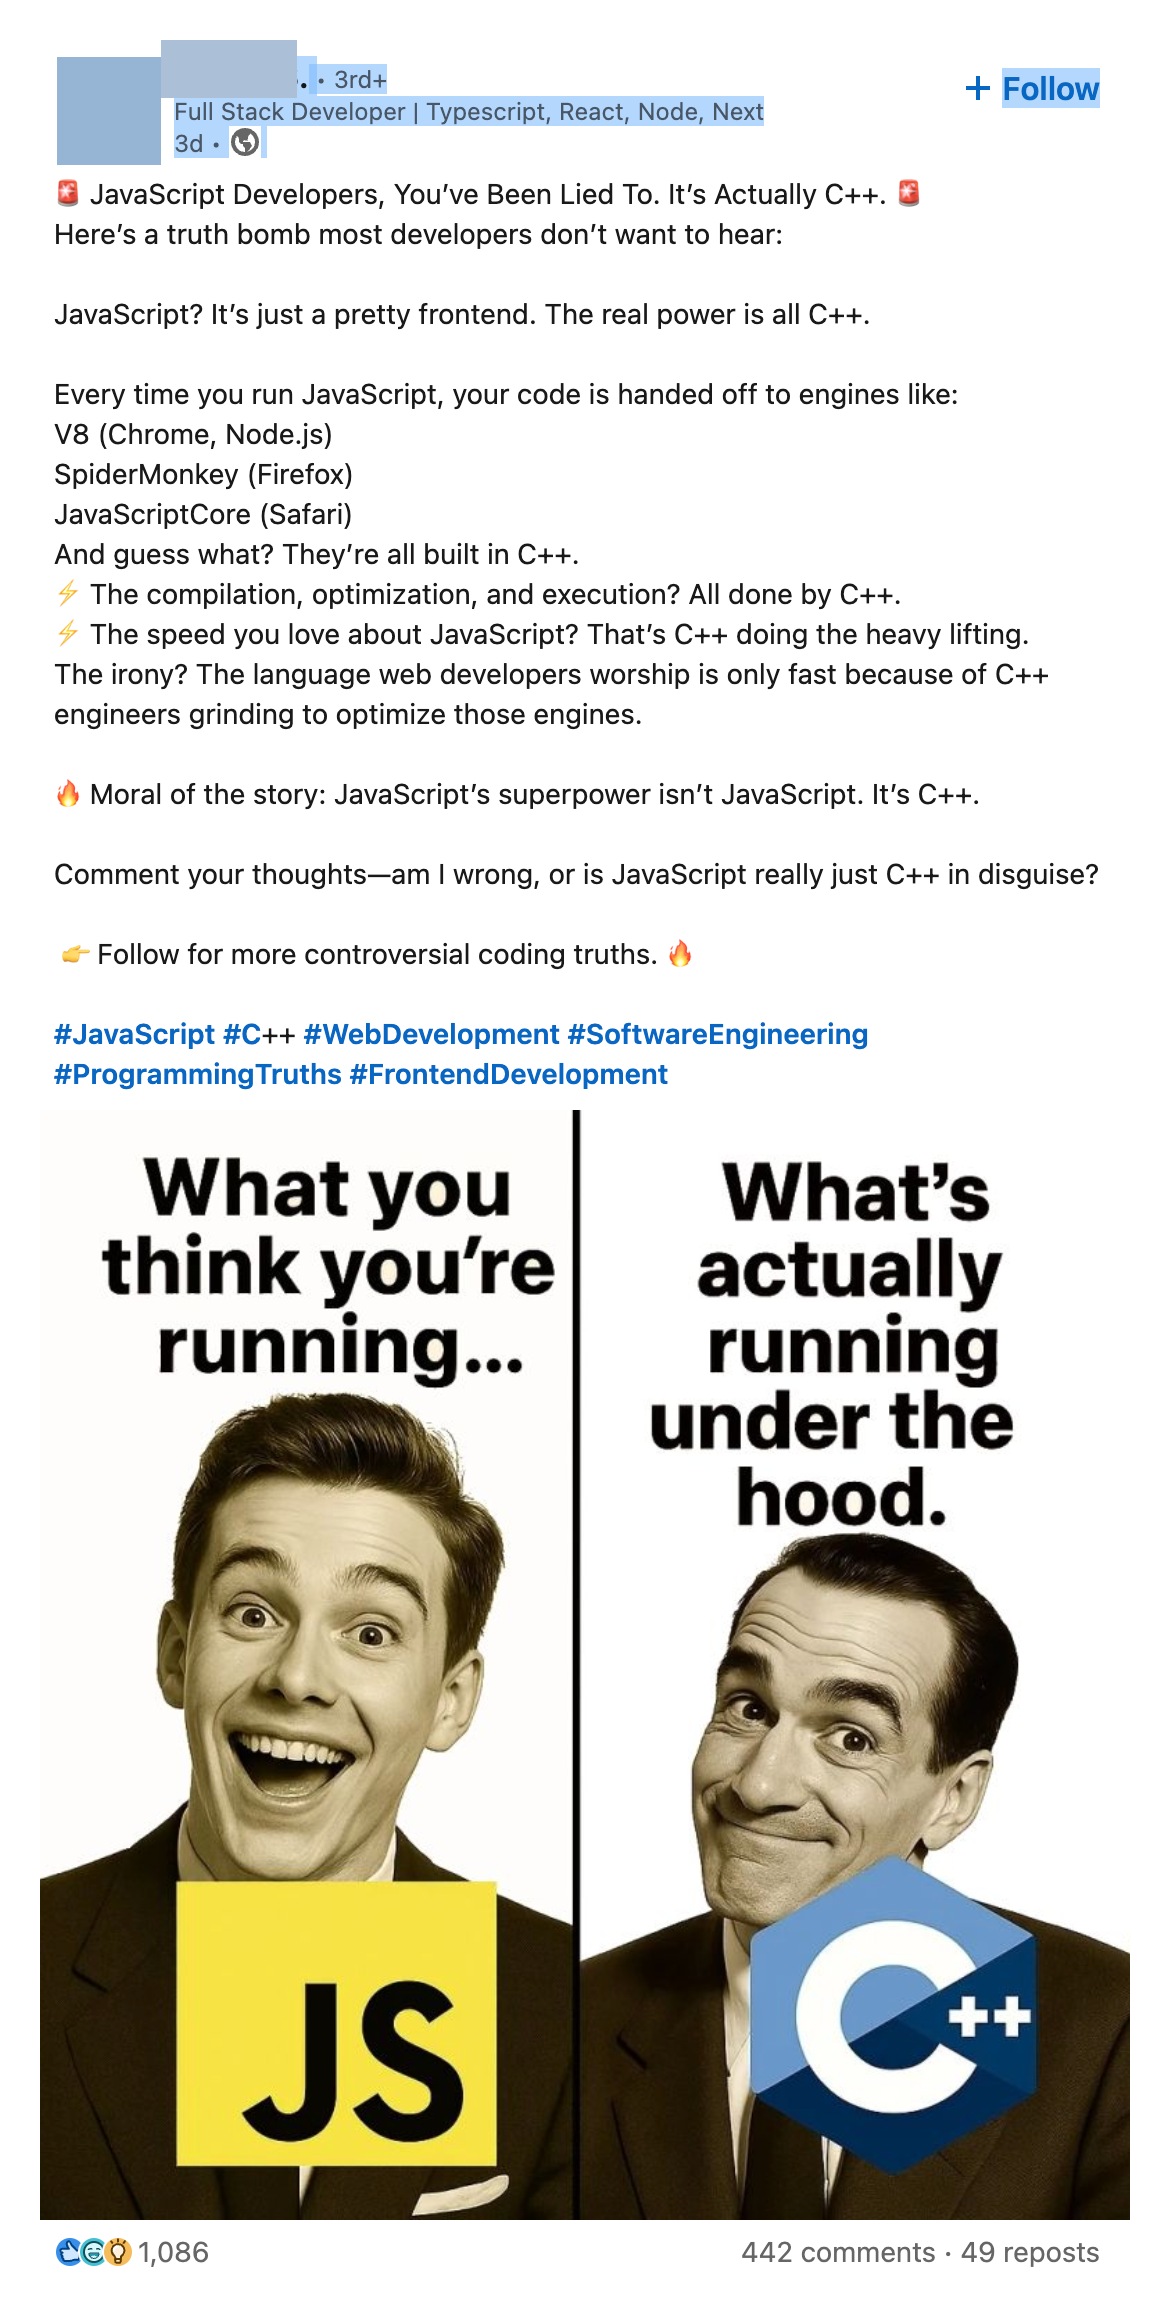 . • 3rd+
+ Follow
Full Stack Developer | Typescript, React, Node, Next
3d •
🚨 JavaScript Developers, You’ve Been Lied To. It’s Actually C++. 🚨
Here’s a truth bomb most developers don’t want to hear:
JavaScript? It’s just a pretty frontend. The real power is all C++.
Every time you run JavaScript, your code is handed off to engines like:
V8 (Chrome, Node.js)
SpiderMonkey (Firefox)
JavaScriptCore (Safari)
And guess what? They’re all built in C++.
⚡ The compilation, optimization, and execution? All done by C++.
⚡ The speed you love about JavaScript? That’s C++ doing the heavy lifting.
The irony? The language web developers worship is only fast because of C++
engineers grinding to optimize those engines.
🔥 Moral of the story: JavaScript’s superpower isn’t JavaScript. It’s C++.
Comment your thoughts—am I wrong, or is JavaScript really just C++ in disguise?
👉 Follow for more controversial coding truths. 🔥
#JavaScript #C++ #WebDevelopment #SoftwareEngineering
#ProgrammingTruths #FrontendDevelopment
What you
think you’re
running...
What’s
actually
running
under the
hood.
JS
C++
1,086
442 comments • 49 reposts